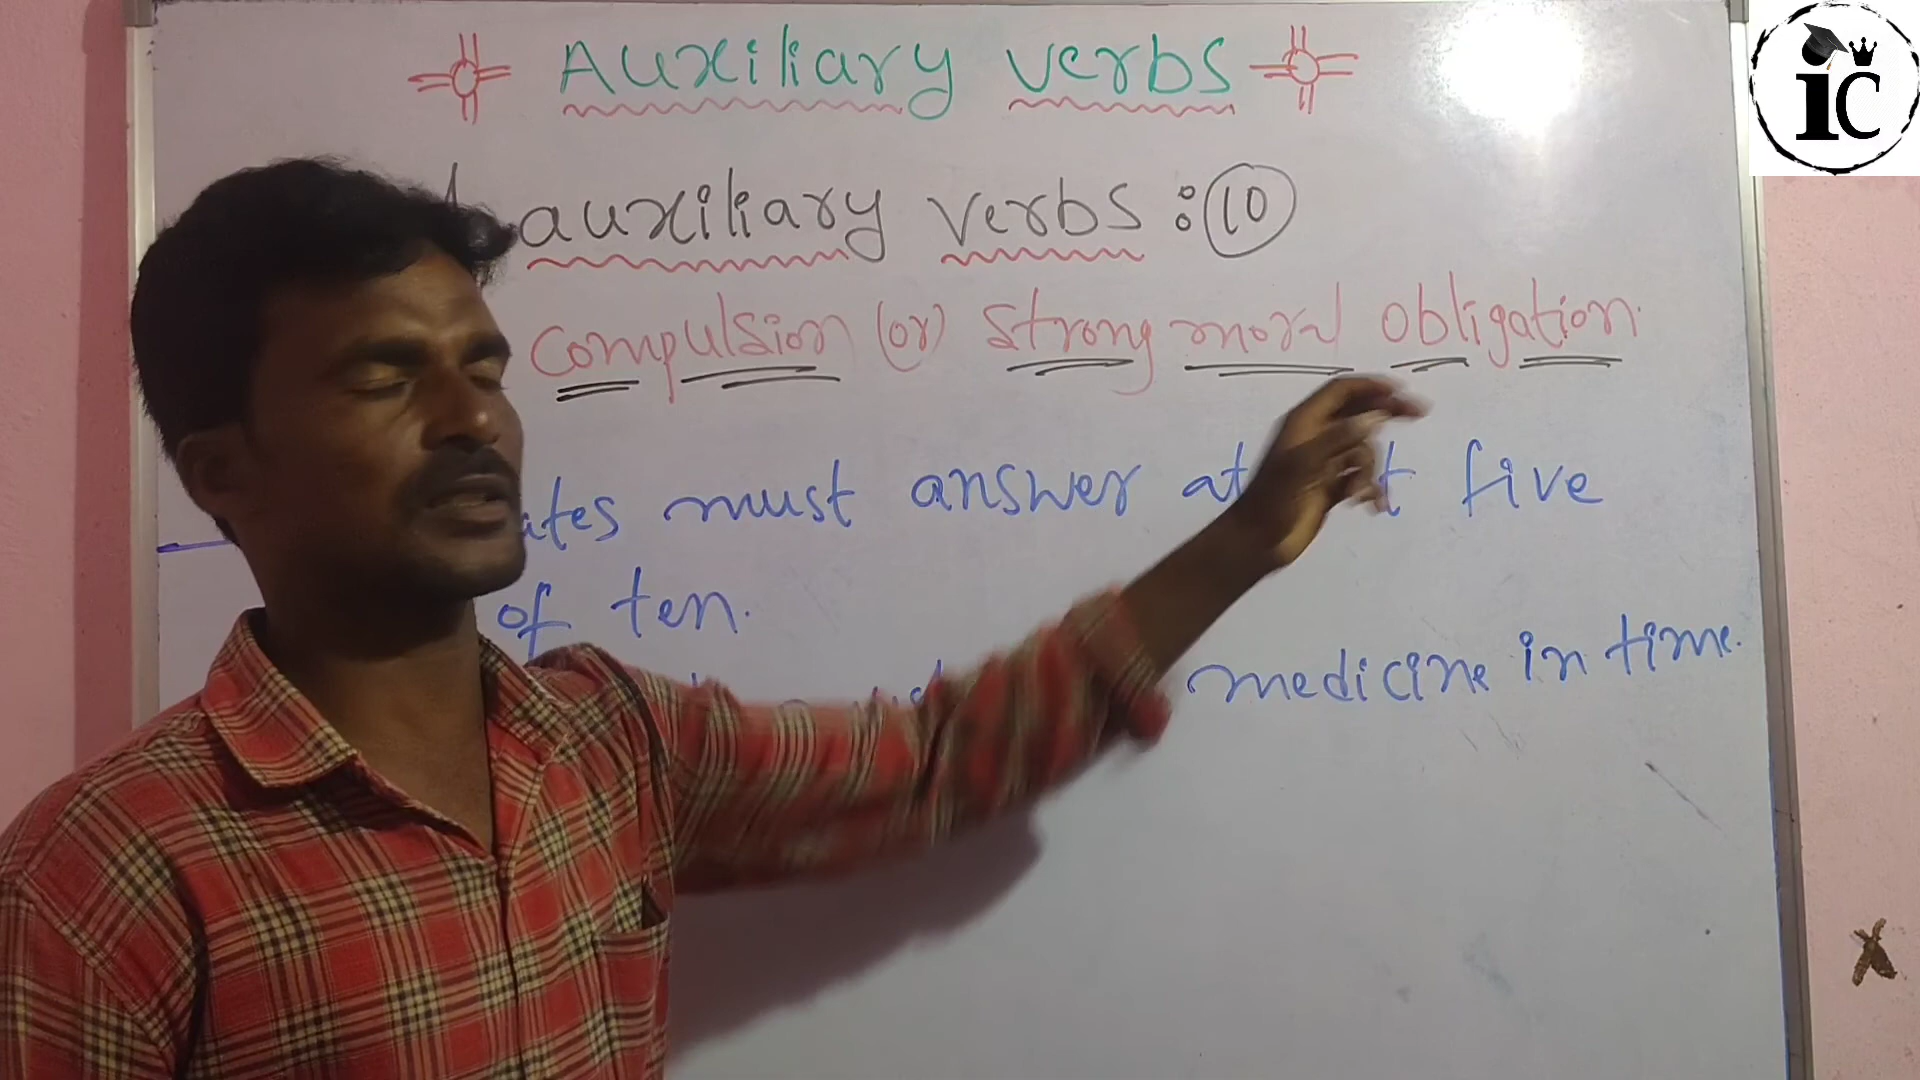 Auxiliary verbs
auxiliary verbs : 10
compulsion (or) strong moral obligation.
must answer at five
of ten.
medicine in time.
iC